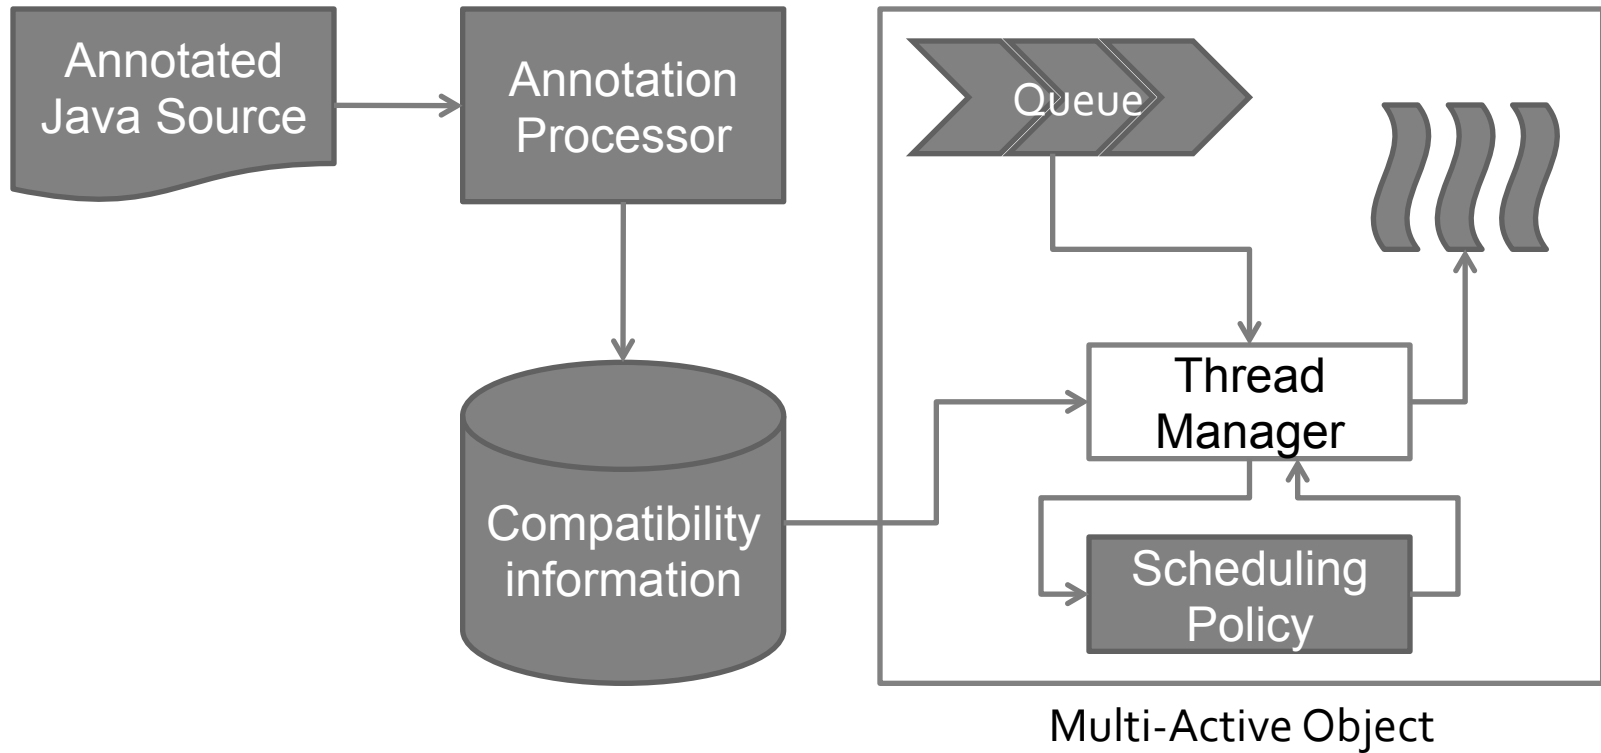 Annotated
Java Source
Annotation
Processor
Queue
Thread
Manager
Compatibility
information
Scheduling
Policy
Multi-Active Object